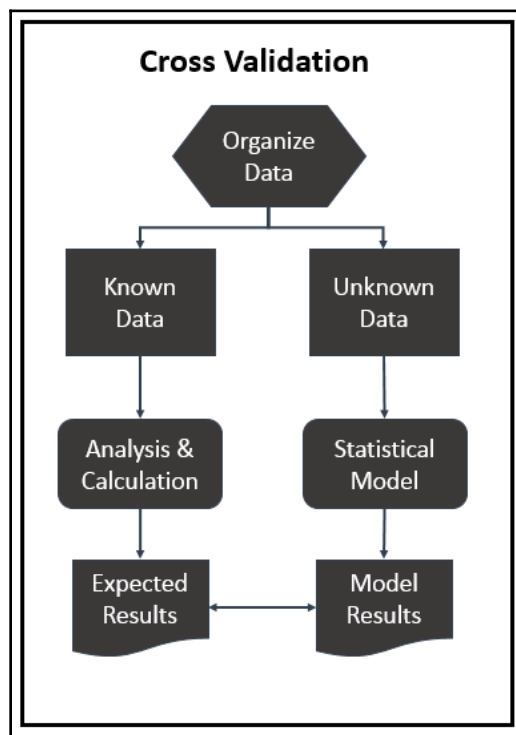 Cross Validation
Organize
Data
Known
Data
Unknown
Data
Analysis &
Calculation
Statistical
Model
Expected
Results
Model
Results